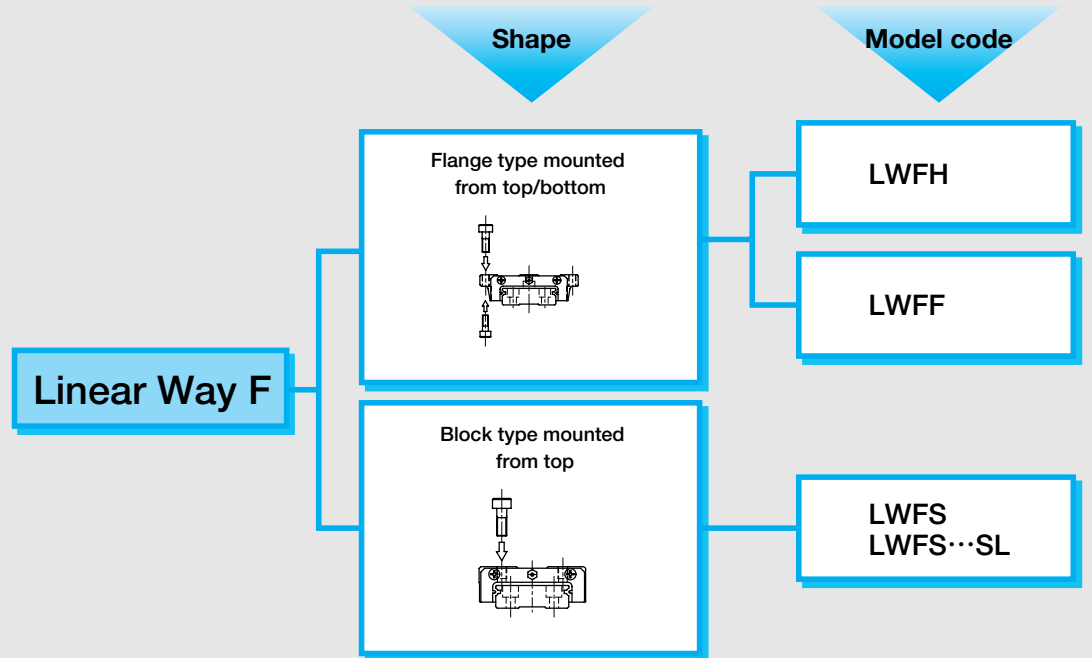 Shape
Model code
Linear Way F
Flange type mounted
from top/bottom
LWFH
LWFF
Block type mounted
from top
LWFS
LWFS···SL